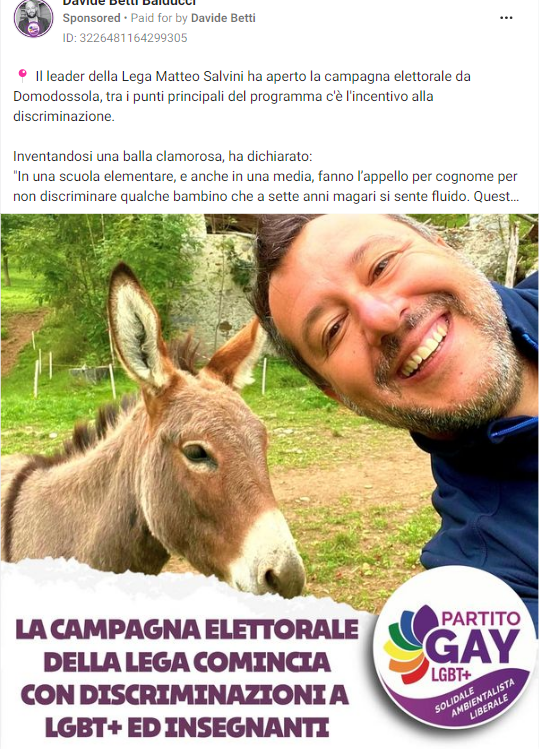 Davide Betti Balducci
Sponsored • Paid for by Davide Betti
ID: 3226481164299305
Il leader della Lega Matteo Salvini ha aperto la campagna elettorale da
Domodossola, tra i punti principali del programma c'è l'incentivo alla
discriminazione.
Inventandosi una balla clamorosa, ha dichiarato:
"In una scuola elementare, e anche in una media, fanno l'appello per cognome per
non discriminare qualche bambino che a sette anni magari si sente fluido. Quest...
LA CAMPAGNA ELETTORALE
DELLA LEGA COMINCIA
CON DISCRIMINAZIONI A
LGBT+ ED INSEGNANTI
PARTITO
GAY
LGBT+
SOLIDALE
AMBIENTALISTA
LIBERALE